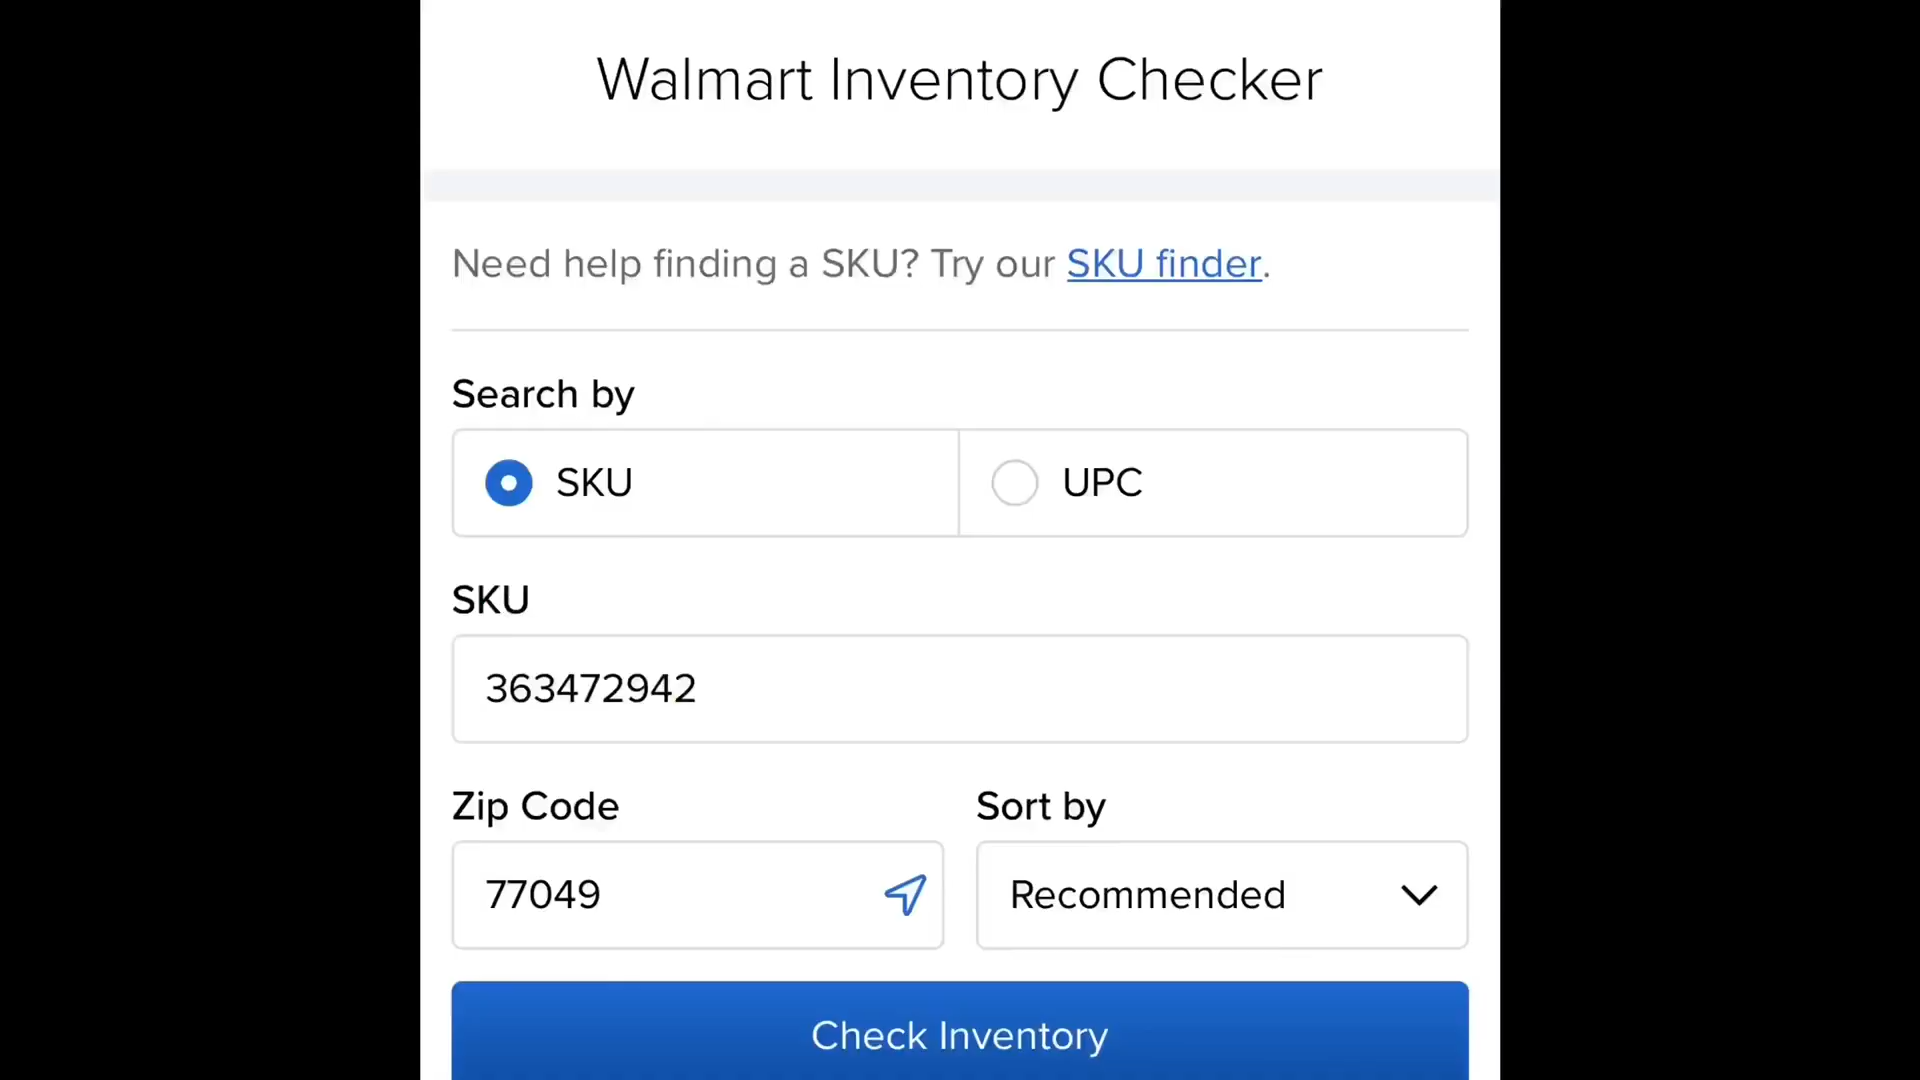 Walmart Inventory Checker
Need help finding a SKU? Try our SKU finder.
Search by
SKU
UPC
SKU
363472942
Zip Code
Sort by
77049
Recommended
Check Inventory